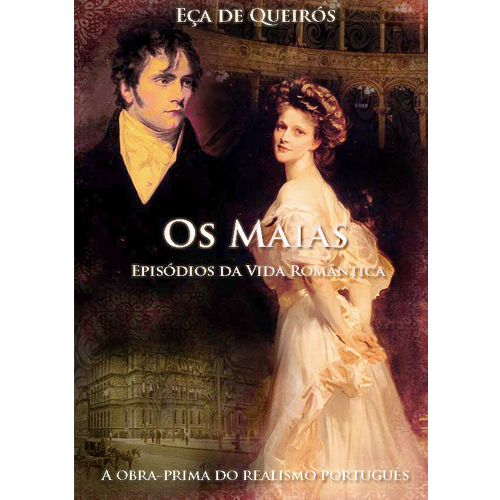 Eça de Queirós
Os Maias
Episódios da Vida Romântica
A obra-prima do realismo português